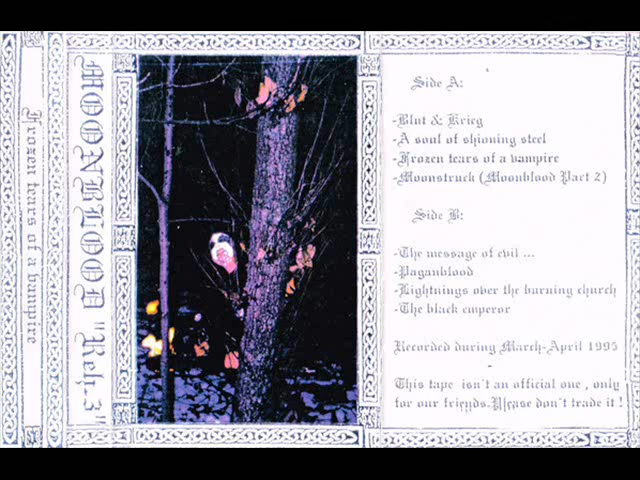 Frozen tears of a vampire
MOONBLOOD "Reh.3"
Side A:
-Blut & Krieg
-A soul of shioning steel
-Frozen tears of a vampire
-Moonstruck (Moonblood Part 2)
Side B:
-The message of evil ...
-Paganblood
-Lightnings over the burning church
-The black emperor
Recorded during March-April 1995
This tape isn't an official one , only
for our friends.Please don't trade it !